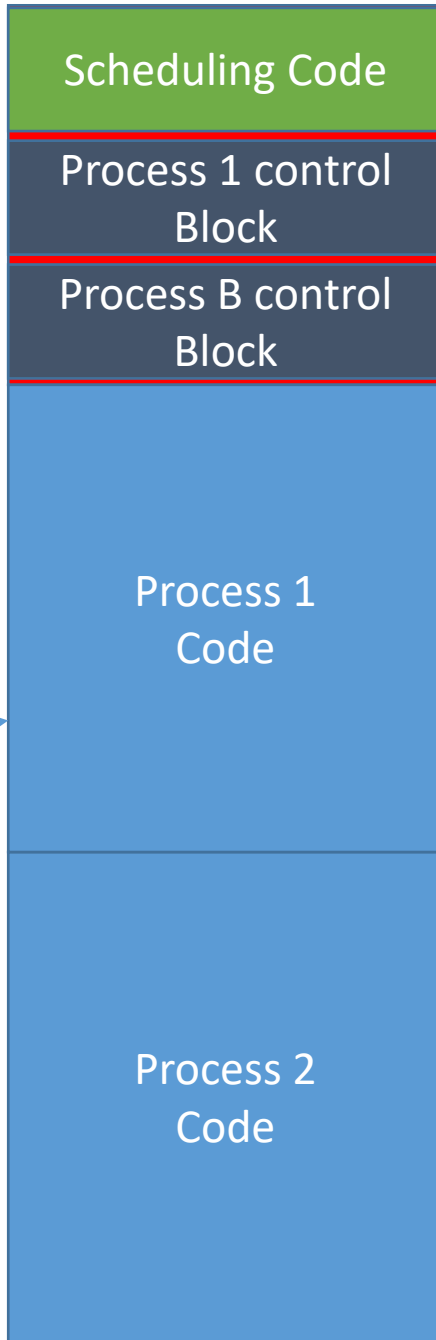 Scheduling Code
Process 1 control
Block
Process B control
Block
Process 1
Code
Process 2
Code